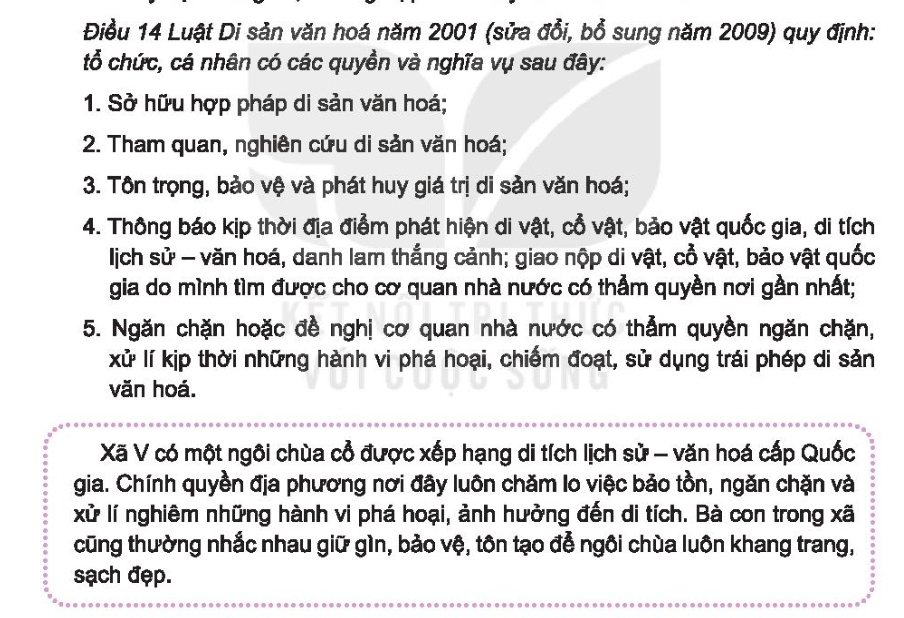 Điều 14 Luật Di sản văn hoá năm 2001 (sửa đổi, bổ sung năm 2009) quy định:
tổ chức, cá nhân có các quyền và nghĩa vụ sau đây:
1. Sở hữu hợp pháp di sản văn hoá;
2. Tham quan, nghiên cứu di sản văn hoá;
3. Tôn trọng, bảo vệ và phát huy giá trị di sản văn hoá;
4. Thông báo kịp thời địa điểm phát hiện di vật, cổ vật, bảo vật quốc gia, di tích
lịch sử – văn hoá, danh lam thắng cảnh; giao nộp di vật, cổ vật, bảo vật quốc
gia do mình tìm được cho cơ quan nhà nước có thẩm quyền nơi gần nhất;
KẾT NỐI TRI THỨC
5. Ngăn chặn hoặc đề nghị cơ quan nhà nước có thẩm quyền ngăn chặn,
xử lí kịp thời những hành vi phá hoại, chiếm đoạt, sử dụng trái phép di sản
VỚI CUỘC SỐNG
văn hoá.
Xã V có một ngôi chùa cổ được xếp hạng di tích lịch sử – văn hoá cấp Quốc
gia. Chính quyền địa phương nơi đây luôn chăm lo việc bảo tồn, ngăn chặn và
xử lí nghiêm những hành vi phá hoại, ảnh hưởng đến di tích. Bà con trong xã
cũng thường nhắc nhau giữ gìn, bảo vệ, tôn tạo để ngôi chùa luôn khang trang,
sạch đẹp.